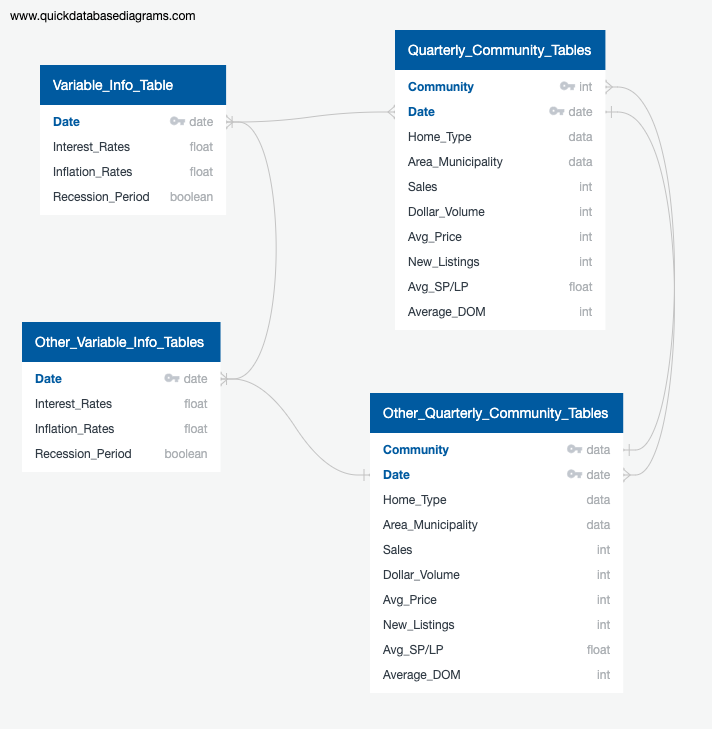 www.quickdatabasediagrams.com
Variable_Info_Table
Date date
Interest_Rates float
Inflation_Rates float
Recession_Period boolean
Quarterly_Community_Tables
Community int
Date date
Home_Type data
Area_Municipality data
Sales int
Dollar_Volume int
Avg_Price int
New_Listings int
Avg_SP/LP float
Average_DOM int
Other_Variable_Info_Tables
Date date
Interest_Rates float
Inflation_Rates float
Recession_Period boolean
Other_Quarterly_Community_Tables
Community data
Date date
Home_Type data
Area_Municipality data
Sales int
Dollar_Volume int
Avg_Price int
New_Listings int
Avg_SP/LP float
Average_DOM int